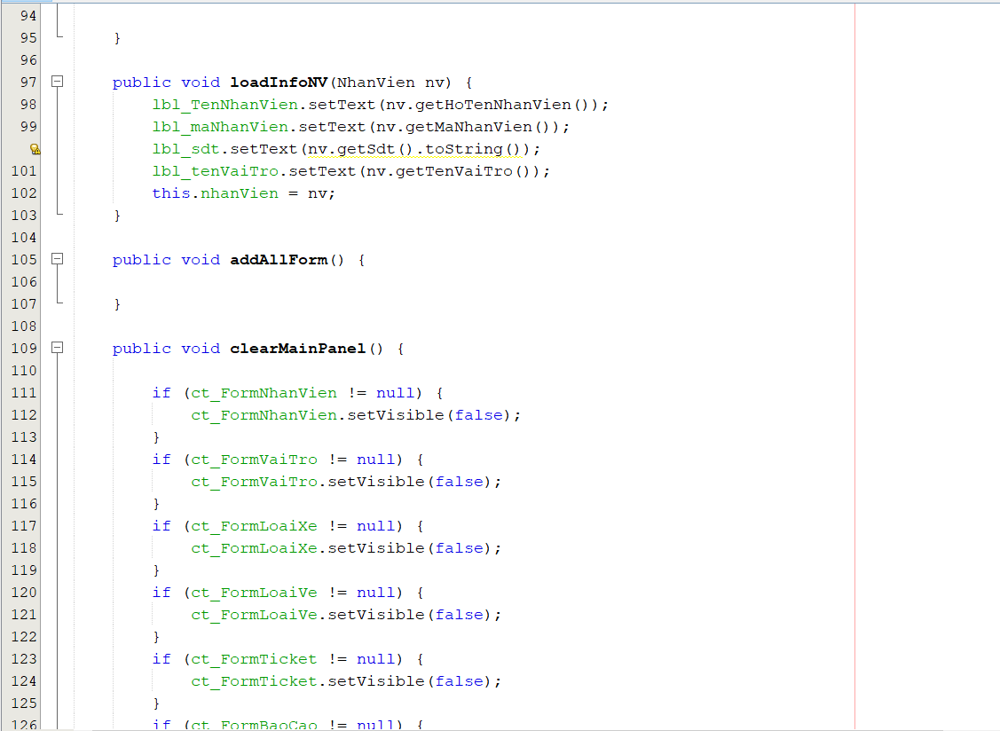 94
95 }
96
97 public void loadInfoNV(NhanVien nv) {
98 lbl_TenNhanVien.setText(nv.getHoTenNhanVien());
99 lbl_maNhanVien.setText(nv.getMaNhanVien());
lbl_sdt.setText(nv.getSdt().toString());
101 lbl_tenVaiTro.setText(nv.getTenVaiTro());
102 this.nhanVien = nv;
103 }
104
105 public void addAllForm() {
106
107 }
108
109 public void clearMainPanel() {
110
111 if (ct_FormNhanVien != null) {
112 ct_FormNhanVien.setVisible(false);
113 }
114 if (ct_FormVaiTro != null) {
115 ct_FormVaiTro.setVisible(false);
116 }
117 if (ct_FormLoaiXe != null) {
118 ct_FormLoaiXe.setVisible(false);
119 }
120 if (ct_FormLoaiVe != null) {
121 ct_FormLoaiVe.setVisible(false);
122 }
123 if (ct_FormTicket != null) {
124 ct_FormTicket.setVisible(false);
125 }
126 if (ct_FormBaoCao != null) {